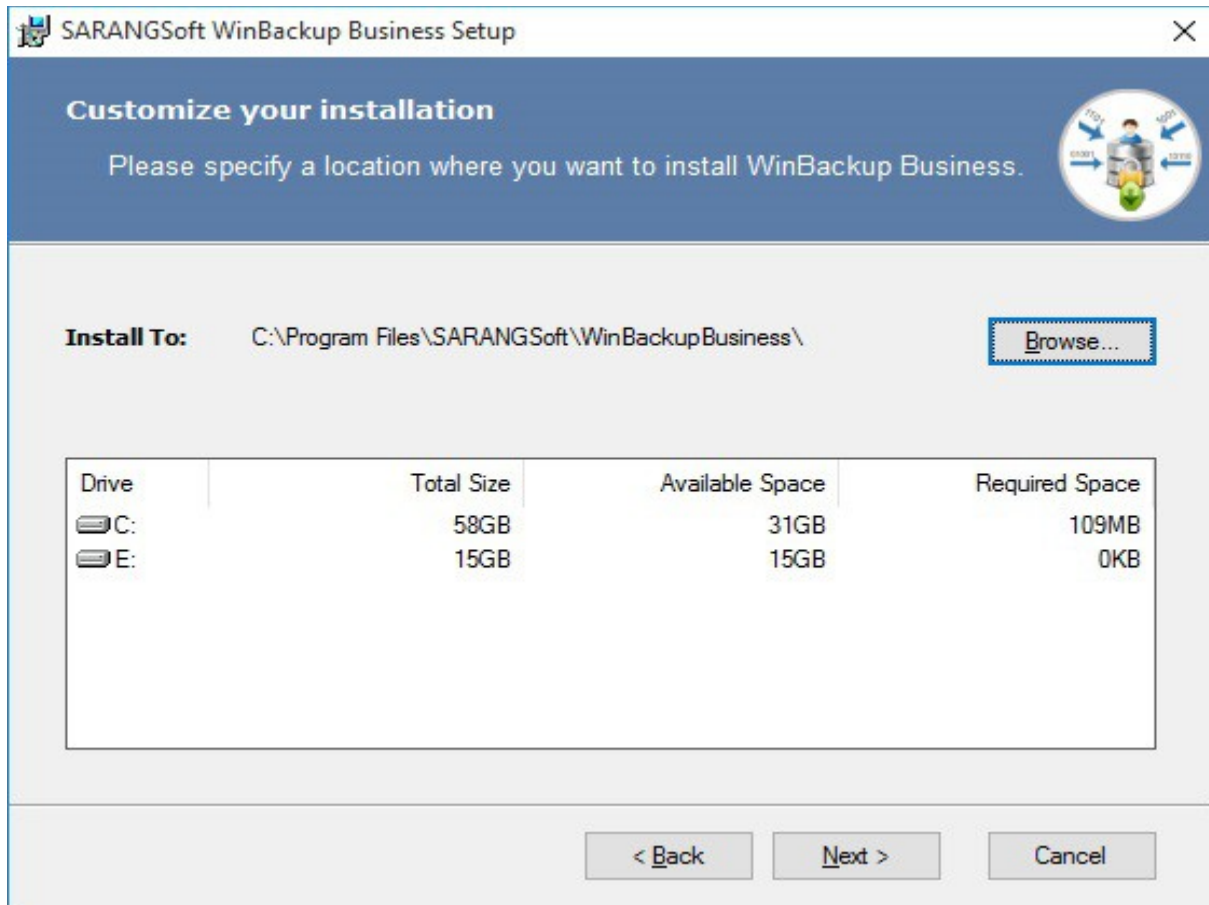 SARANGSoft WinBackup Business Setup
Customize your installation
Please specify a location where you want to install WinBackup Business.
Install To: C:\Program Files\SARANGSoft\WinBackupBusiness\ Browse...
Drive Total Size Available Space Required Space
C: 58GB 31GB 109MB
E: 15GB 15GB 0KB
< Back Next > Cancel